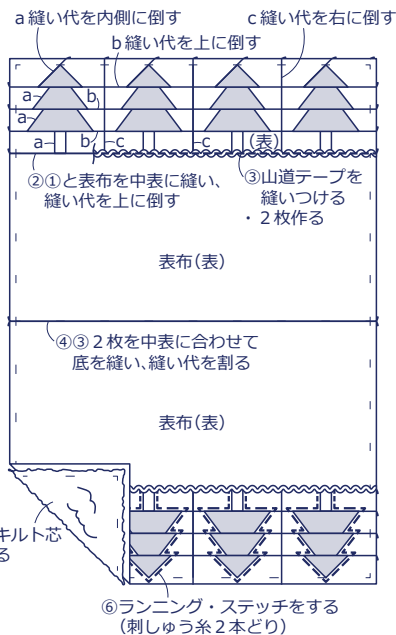 a縫い代を内側に倒す
c縫い代を右に倒す
b縫い代を上に倒す
a
b
a
a
b
c
c
(表)
②①と表布を中表に縫い、
縫い代を上に倒す
③山道テープを
縫いつける
・２枚作る
表布(表)
④③２枚を中表に合わせて
底を縫い、縫い代を割る
表布(表)
キルト芯
る
⑥ランニング・ステッチをする
(刺しゅう糸２本どり)